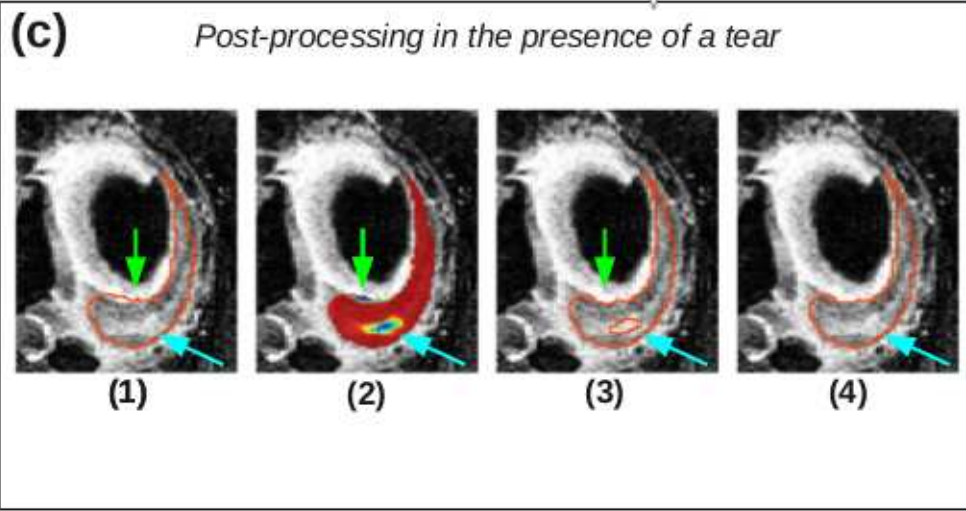 (c)
Post-processing in the presence of a tear
(1)
(2)
(3)
(4)